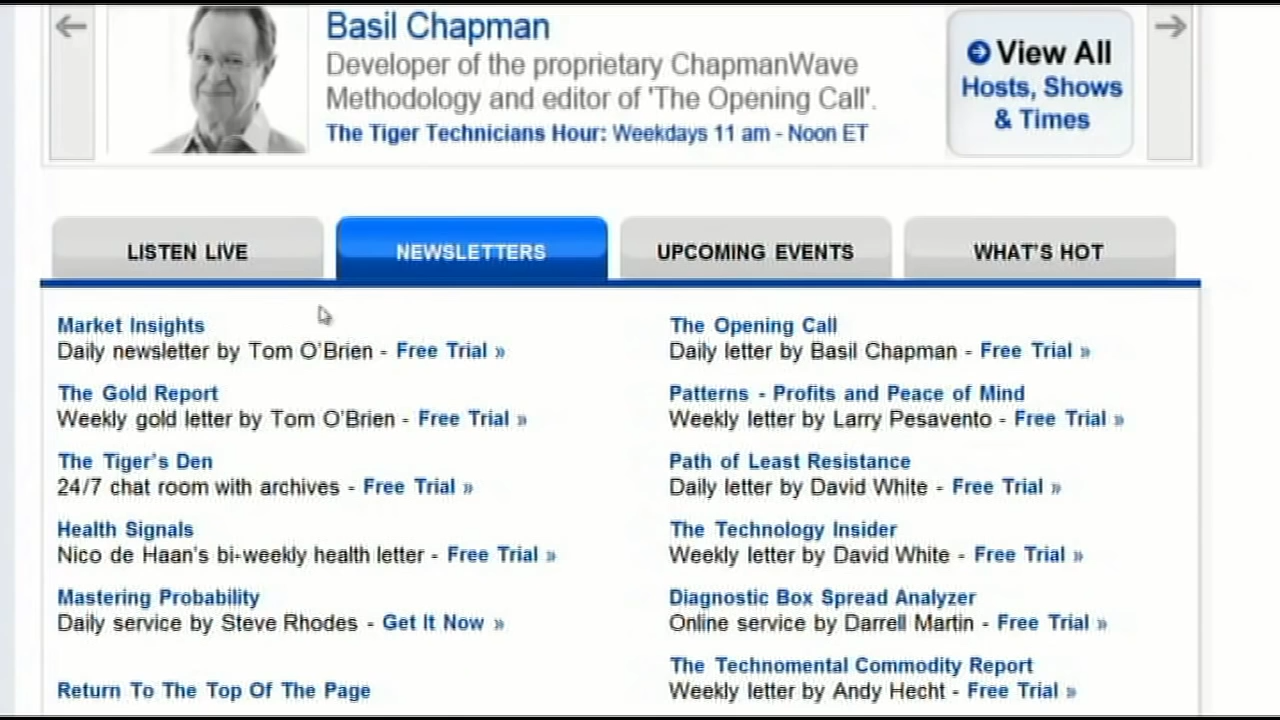 Basil Chapman
Developer of the proprietary ChapmanWave
Methodology and editor of 'The Opening Call'.
The Tiger Technicians Hour: Weekdays 11 am - Noon ET
View All
Hosts, Shows
& Times
LISTEN LIVE
NEWSLETTERS
UPCOMING EVENTS
WHAT'S HOT
Market Insights
Daily newsletter by Tom O'Brien - Free Trial »
The Gold Report
Weekly gold letter by Tom O'Brien - Free Trial »
The Tiger's Den
24/7 chat room with archives - Free Trial »
Health Signals
Nico de Haan's bi-weekly health letter - Free Trial »
Mastering Probability
Daily service by Steve Rhodes - Get It Now »
Return To The Top Of The Page
The Opening Call
Daily letter by Basil Chapman - Free Trial »
Patterns - Profits and Peace of Mind
Weekly letter by Larry Pesavento - Free Trial »
Path of Least Resistance
Daily letter by David White - Free Trial »
The Technology Insider
Weekly letter by David White - Free Trial »
Diagnostic Box Spread Analyzer
Online service by Darrell Martin - Free Trial »
The Technomental Commodity Report
Weekly letter by Andy Hecht - Free Trial »